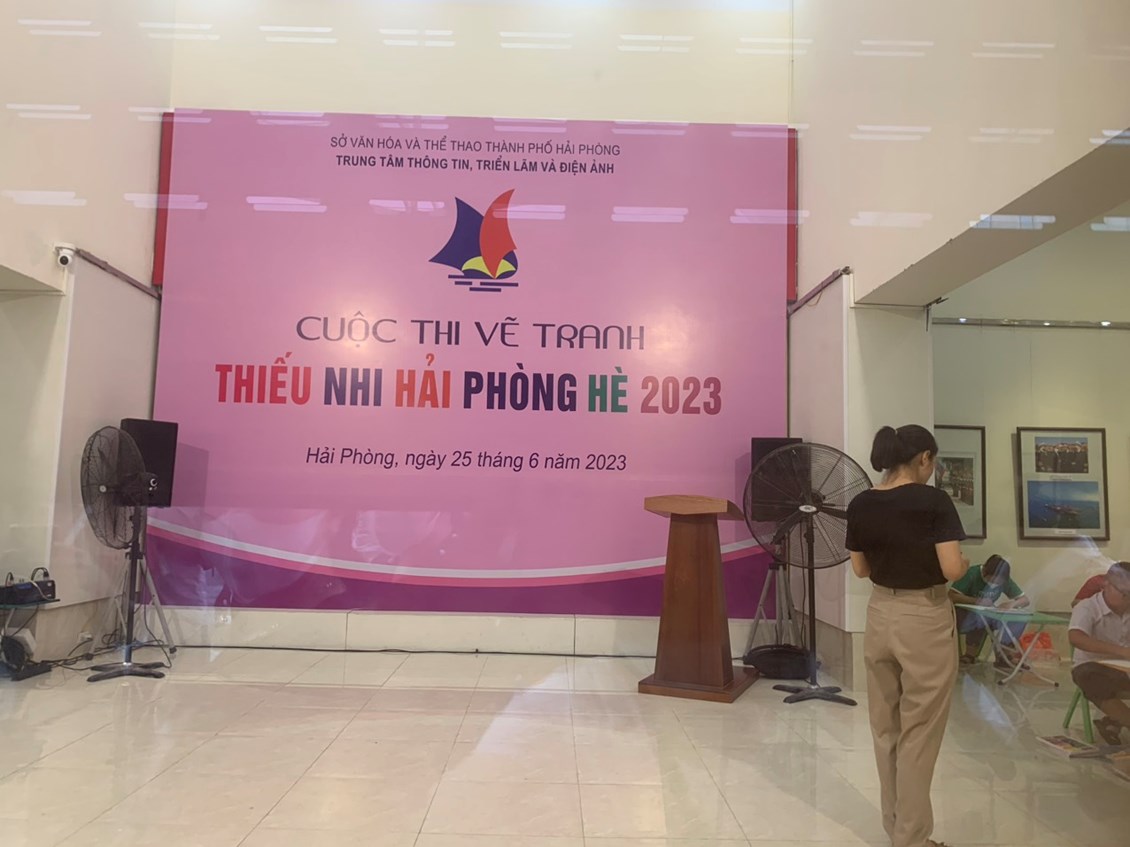 SỞ VĂN HÓA VÀ THỂ THAO THÀNH PHỐ HẢI PHÒNG
TRUNG TÂM THÔNG TIN, TRIỂN LÃM VÀ ĐIỆN ẢNH
CUỘC THI VẼ TRANH
THIẾU NHI HẢI PHÒNG HÈ 2023
Hải Phòng, ngày 25 tháng 6 năm 2023